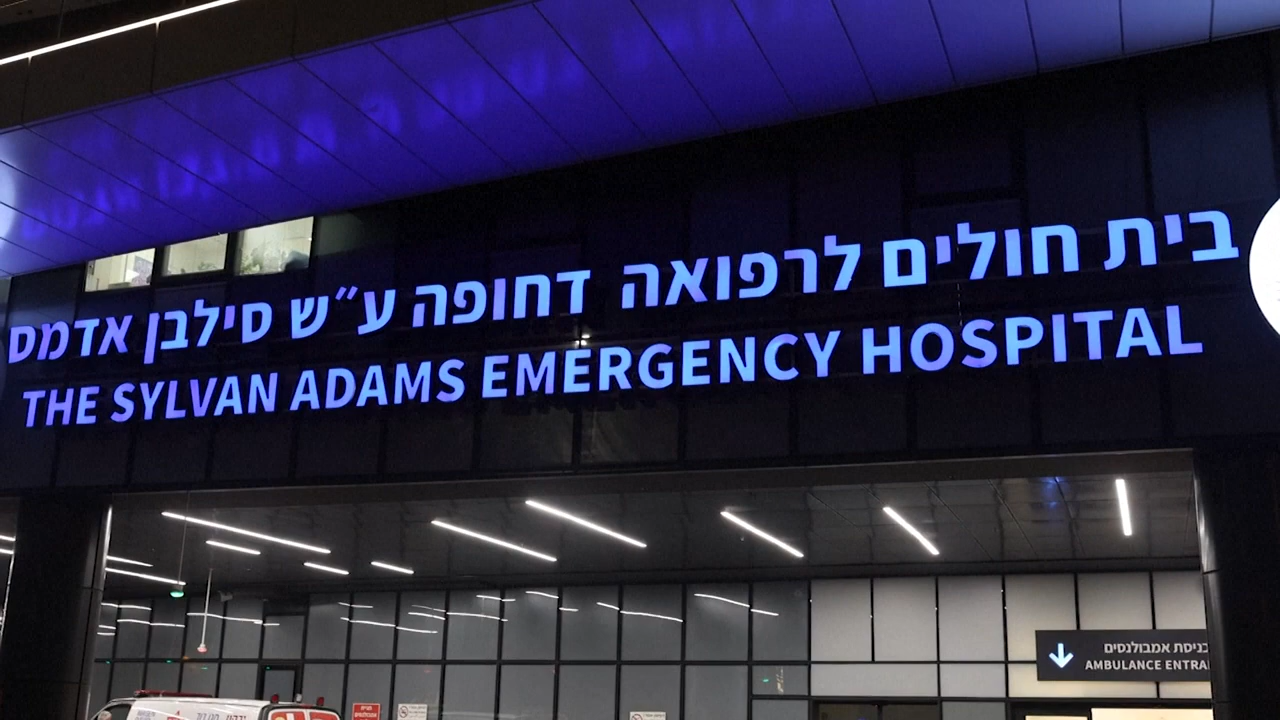 בית חולים לרפואה דחופה ע״ש סילבן אדמס
THE SYLVAN ADAMS EMERGENCY HOSPITAL
כניסת אמבולנסים
AMBULANCE ENTRA